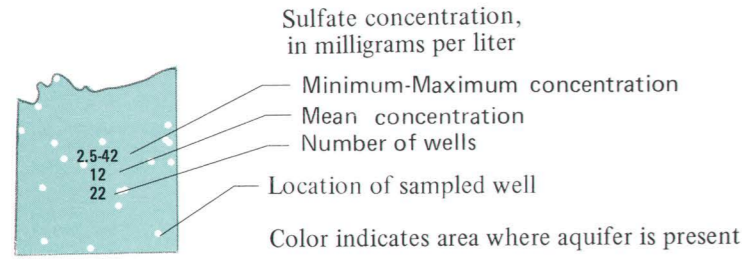 Sulfate concentration,
in milligrams per liter
Minimum-Maximum concentration
Mean concentration
Number of wells
2.5-42
12
22
Location of sampled well
Color indicates area where aquifer is present